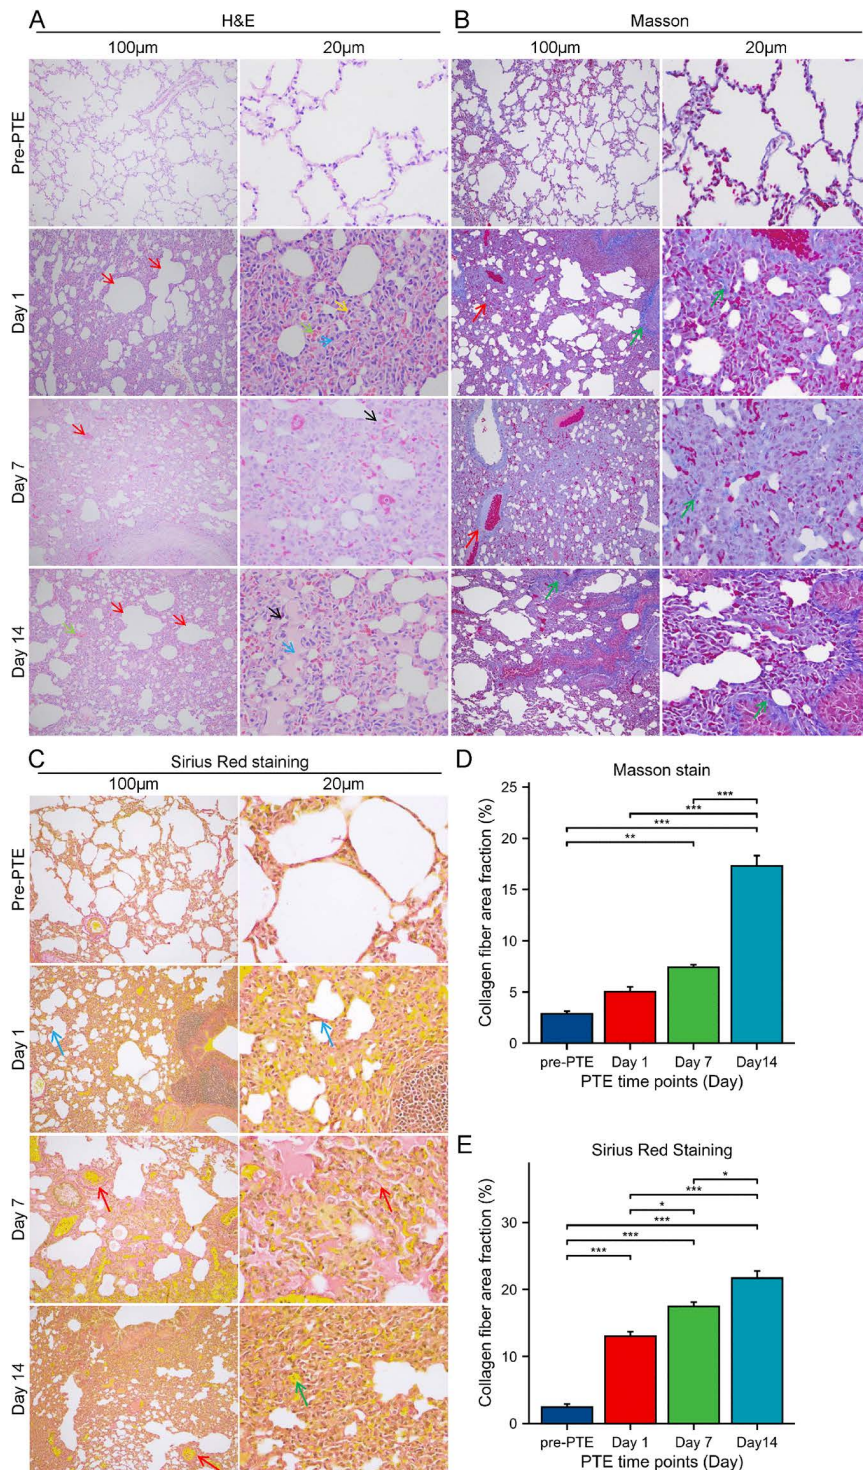 A
H&E
100µm
20µm
B
Masson
100µm
20µm
Pre-PTE
Day 1
Day 7
Day 14
C
Sirius Red staining
100µm
20µm
Pre-PTE
Day 1
Day 7
Day 14
D
Masson stain
Collagen fiber area fraction (%)
25
20
15
10
5
0
***
***
***
**
pre-PTE Day 1 Day 7 Day14
PTE time points (Day)
E
Sirius Red Staining
Collagen fiber area fraction (%)
30
20
10
0
*
***
*
***
***
***
pre-PTE Day 1 Day 7 Day14
PTE time points (Day)